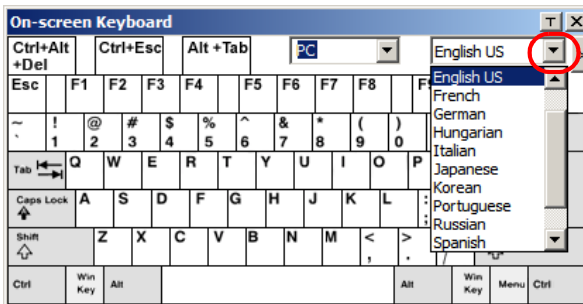 On-screen Keyboard
Ctrl+Alt +Del Ctrl+Esc Alt +Tab PC English US
Esc F1 F2 F3 F4 F5 F6 F7 F8
English US
French
German
Hungarian
Italian
Japanese
Korean
Portuguese
Russian
Spanish
~ ! @ # $ % ^ & * ( )
` 1 2 3 4 5 6 7 8 9 0
Tab Q W E R T Y U I O P
Caps Lock A S D F G H J K L :
;
Shift Z X C V B N M < >
, . /
Ctrl Win Key Alt Alt Win Key Menu Ctrl